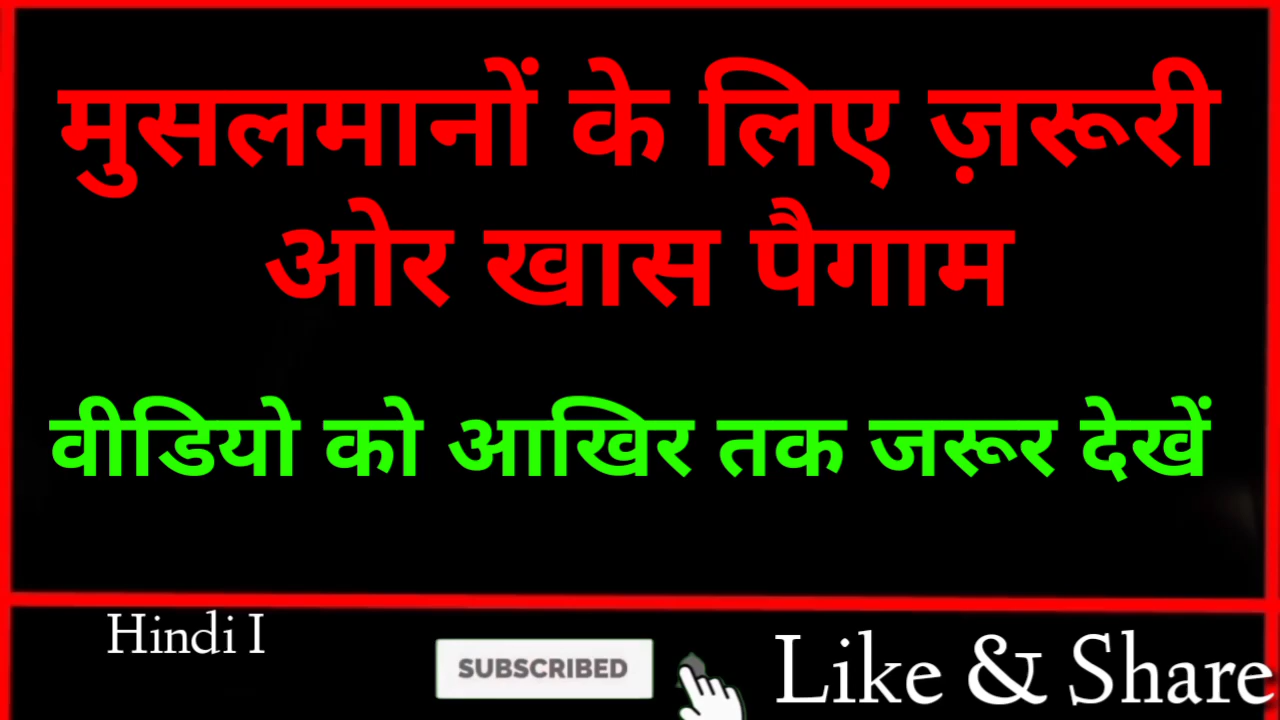 मुसलमानों के लिए ज़रूरी
ओर खास पैगाम
वीडियो को आखिर तक जरूर देखें
Hindi I
SUBSCRIBED
Like & Share